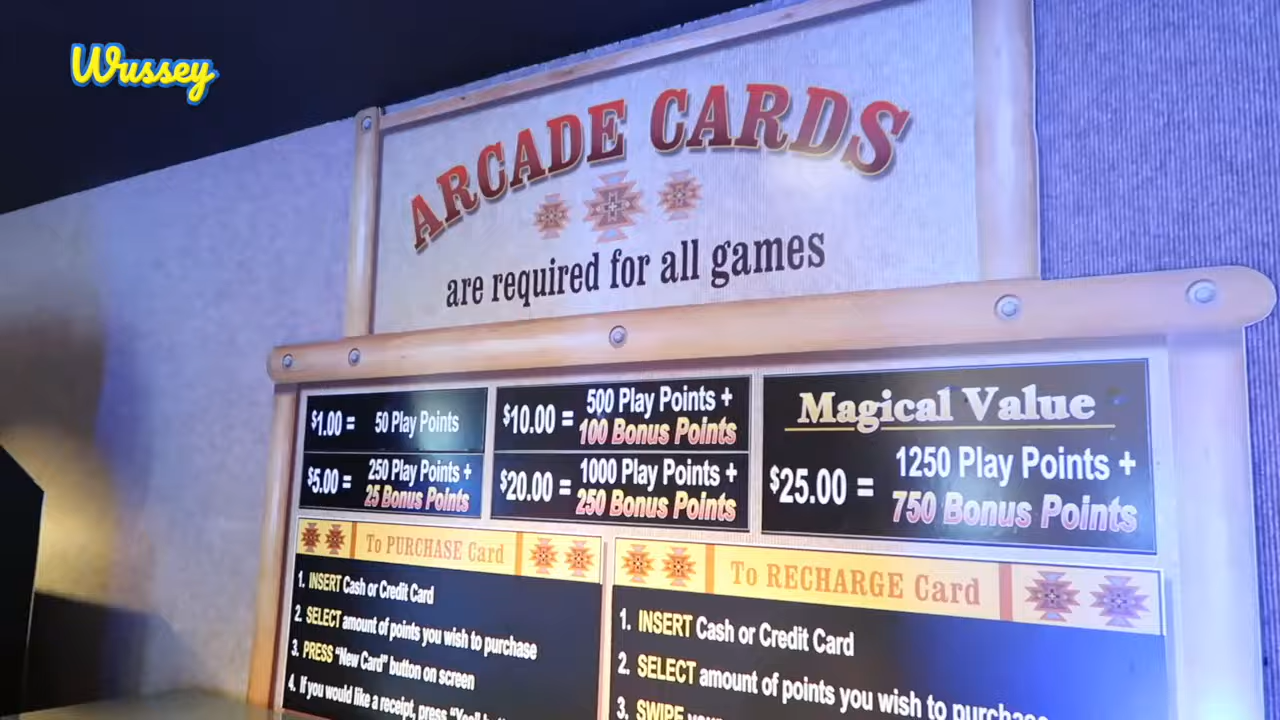 Wussey
ARCADE CARDS
are required for all games
$1.00 = 50 Play Points
$5.00 = 250 Play Points +
25 Bonus Points
$10.00 = 500 Play Points +
100 Bonus Points
$20.00 = 1000 Play Points +
250 Bonus Points
Magical Value
$25.00 = 1250 Play Points +
750 Bonus Points
To PURCHASE Card
1. INSERT Cash or Credit Card
2. SELECT amount of points you wish to purchase
3. PRESS "New Card" button on screen
4. If you would like a receipt, press
To RECHARGE Card
1. INSERT Cash or Credit Card
2. SELECT amount of points you wish to purchase
3. SWIPE